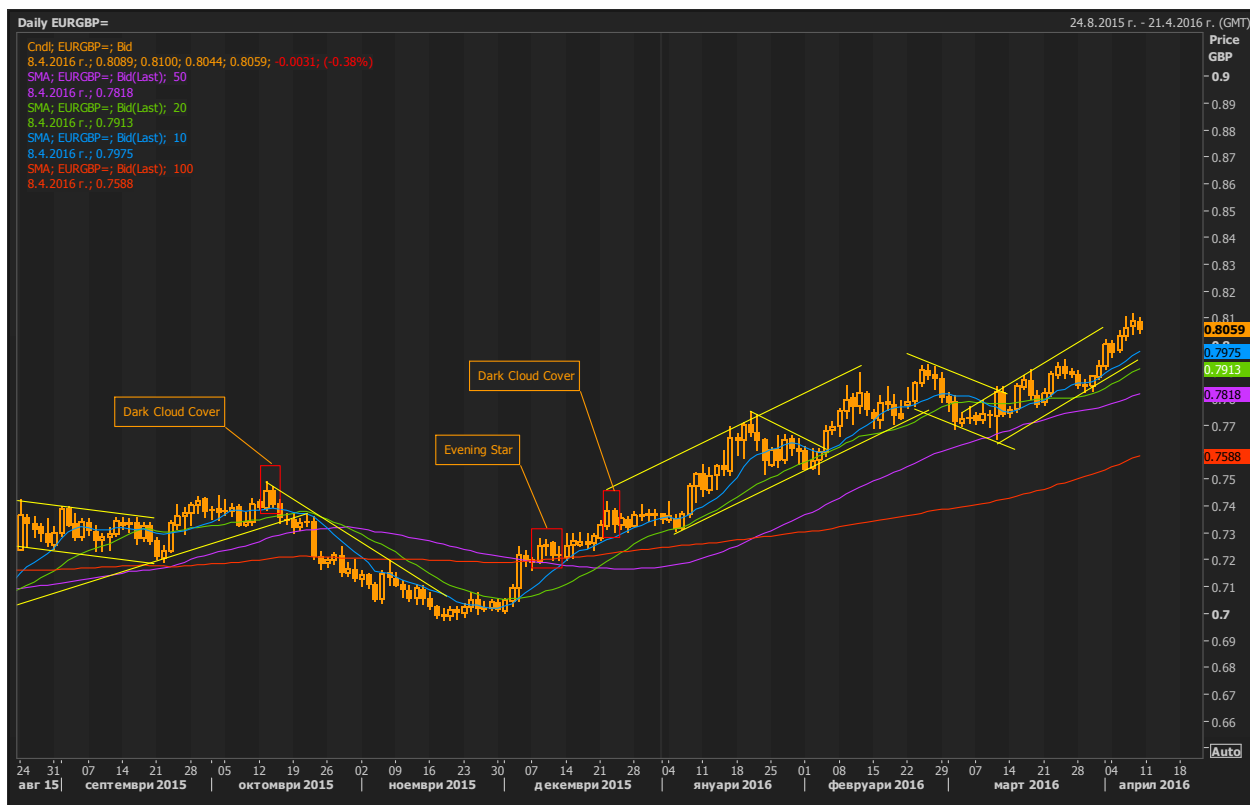 Daily EURGBP=
24.8.2015 г. - 21.4.2016 г. (GMT)
Cndl; EURGBP=; Bid
8.4.2016 г.; 0.8089; 0.8100; 0.8044; 0.8059; -0.0031; (-0.38%)
SMA; EURGBP=; Bid(Last); 50
8.4.2016 г.; 0.7818
SMA; EURGBP=; Bid(Last); 20
8.4.2016 г.; 0.7913
SMA; EURGBP=; Bid(Last); 10
8.4.2016 г.; 0.7975
SMA; EURGBP=; Bid(Last); 100
8.4.2016 г.; 0.7588
Price
GBP
0.9
0.89
0.88
0.87
0.86
0.85
0.84
0.83
0.82
0.81
0.8059
0.7975
0.7913
0.7818
0.77
0.7588
0.75
0.74
0.73
0.72
0.71
0.7
0.69
0.68
0.67
0.66
Auto
Dark Cloud Cover
Evening Star
Dark Cloud Cover
24 31 07 14 21 28 05 12 19 26 02 09 16 23 30 07 14 21 28 04 11 18 25 01 08 15 22 29 07 14 21 28 04 11 18
авг 15 септември 2015 октомври 2015 ноември 2015 декември 2015 януари 2016 февруари 2016 март 2016 април 2016